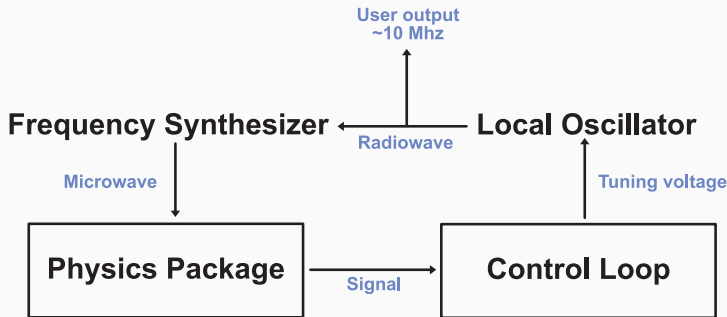 User output
~10 Mhz
Frequency Synthesizer
Radiowave
Local Oscillator
Microwave
Tuning voltage
Physics Package
Signal
Control Loop